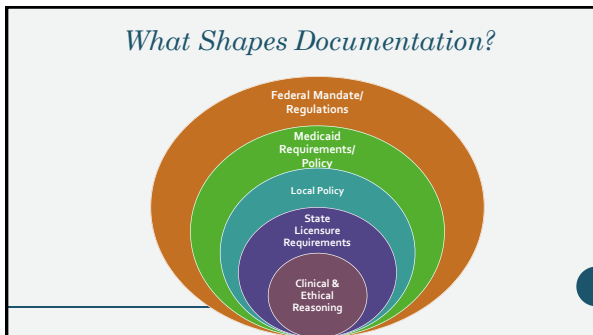 What Shapes Documentation?
Federal Mandate/
Regulations
Medicaid
Requirements/
Policy
Local Policy
State
Licensure
Requirements
Clinical &
Ethical
Reasoning